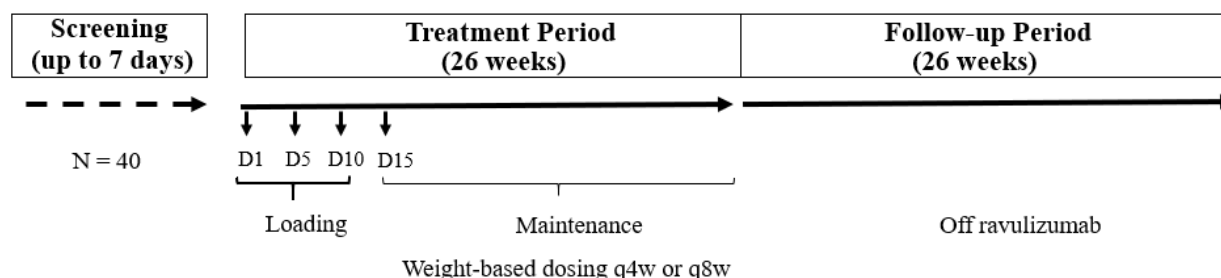 Screening
(up to 7 days)
Treatment Period
(26 weeks)
Follow-up Period
(26 weeks)
N = 40
D1 D5 D10 D15
Loading
Maintenance
Off ravulizumab
Weight-based dosing q4w or q8w